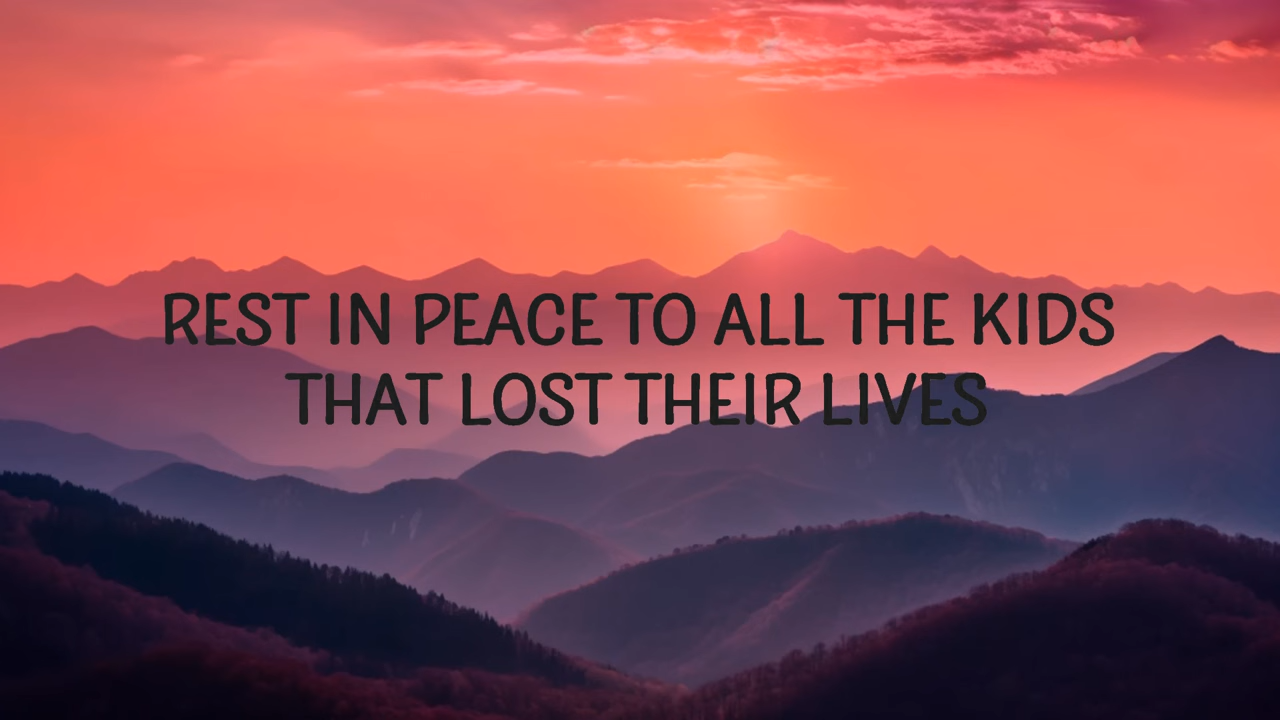 REST IN PEACE TO ALL THE KIDS
THAT LOST THEIR LIVES